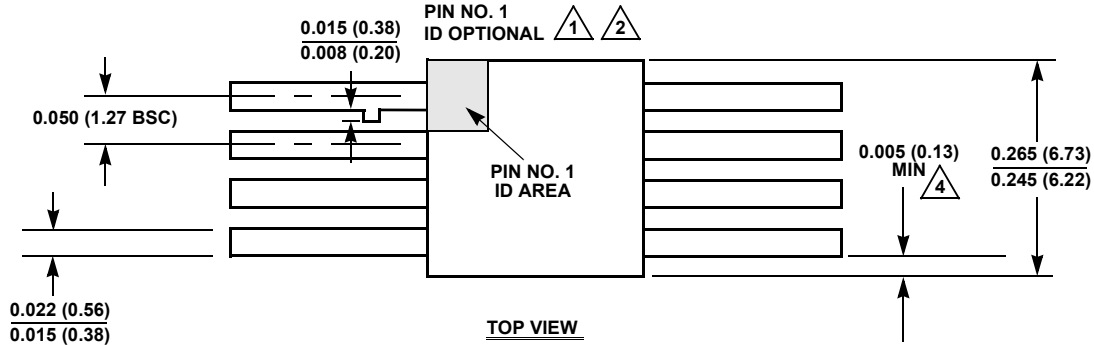 PIN NO. 1
ID OPTIONAL 1 2
0.015 (0.38)
0.008 (0.20)
0.050 (1.27 BSC)
PIN NO. 1
ID AREA
0.005 (0.13)
MIN 4
0.265 (6.73)
0.245 (6.22)
0.022 (0.56)
0.015 (0.38)
TOP VIEW